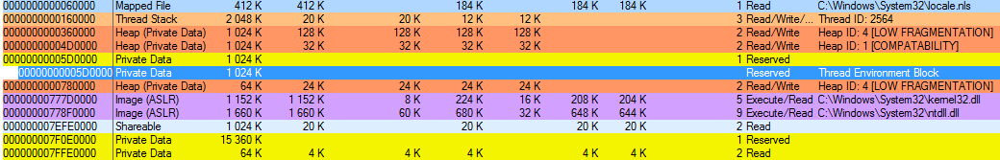 0000000000060000 Mapped File 412 K 412 K 184 K 184 K 184 K 1 Read C:\Windows\System32\locale.nls
0000000000160000 Thread Stack 2 048 K 20 K 20 K 12 K 12 K 3 Read/Write/... Thread ID: 2564
0000000000360000 Heap (Private Data) 1 024 K 128 K 128 K 128 K 128 K 2 Read/Write Heap ID: 4 [LOW FRAGMENTATION]
00000000004D0000 Heap (Private Data) 1 024 K 32 K 32 K 32 K 32 K 2 Read/Write Heap ID: 1 [COMPATABILITY]
00000000005D0000 Private Data 1 024 K 1 Reserved
00000000005D0000 Private Data 1 024 K Reserved Thread Environment Block
0000000000780000 Heap (Private Data) 64 K 24 K 24 K 24 K 24 K 2 Read/Write Heap ID: 4 [LOW FRAGMENTATION]
00000000777D0000 Image (ASLR) 1 152 K 1 152 K 8 K 224 K 16 K 208 K 204 K 5 Execute/Read C:\Windows\System32\kernel32.dll
00000000778F0000 Image (ASLR) 1 660 K 1 660 K 60 K 680 K 32 K 648 K 644 K 9 Execute/Read C:\Windows\System32\ntdll.dll
000000007EFE0000 Shareable 1 024 K 20 K 20 K 20 K 20 K 2 Read
000000007F0E0000 Private Data 15 360 K 1 Reserved
000000007FFE0000 Private Data 64 K 4 K 4 K 4 K 4 K 2 Read